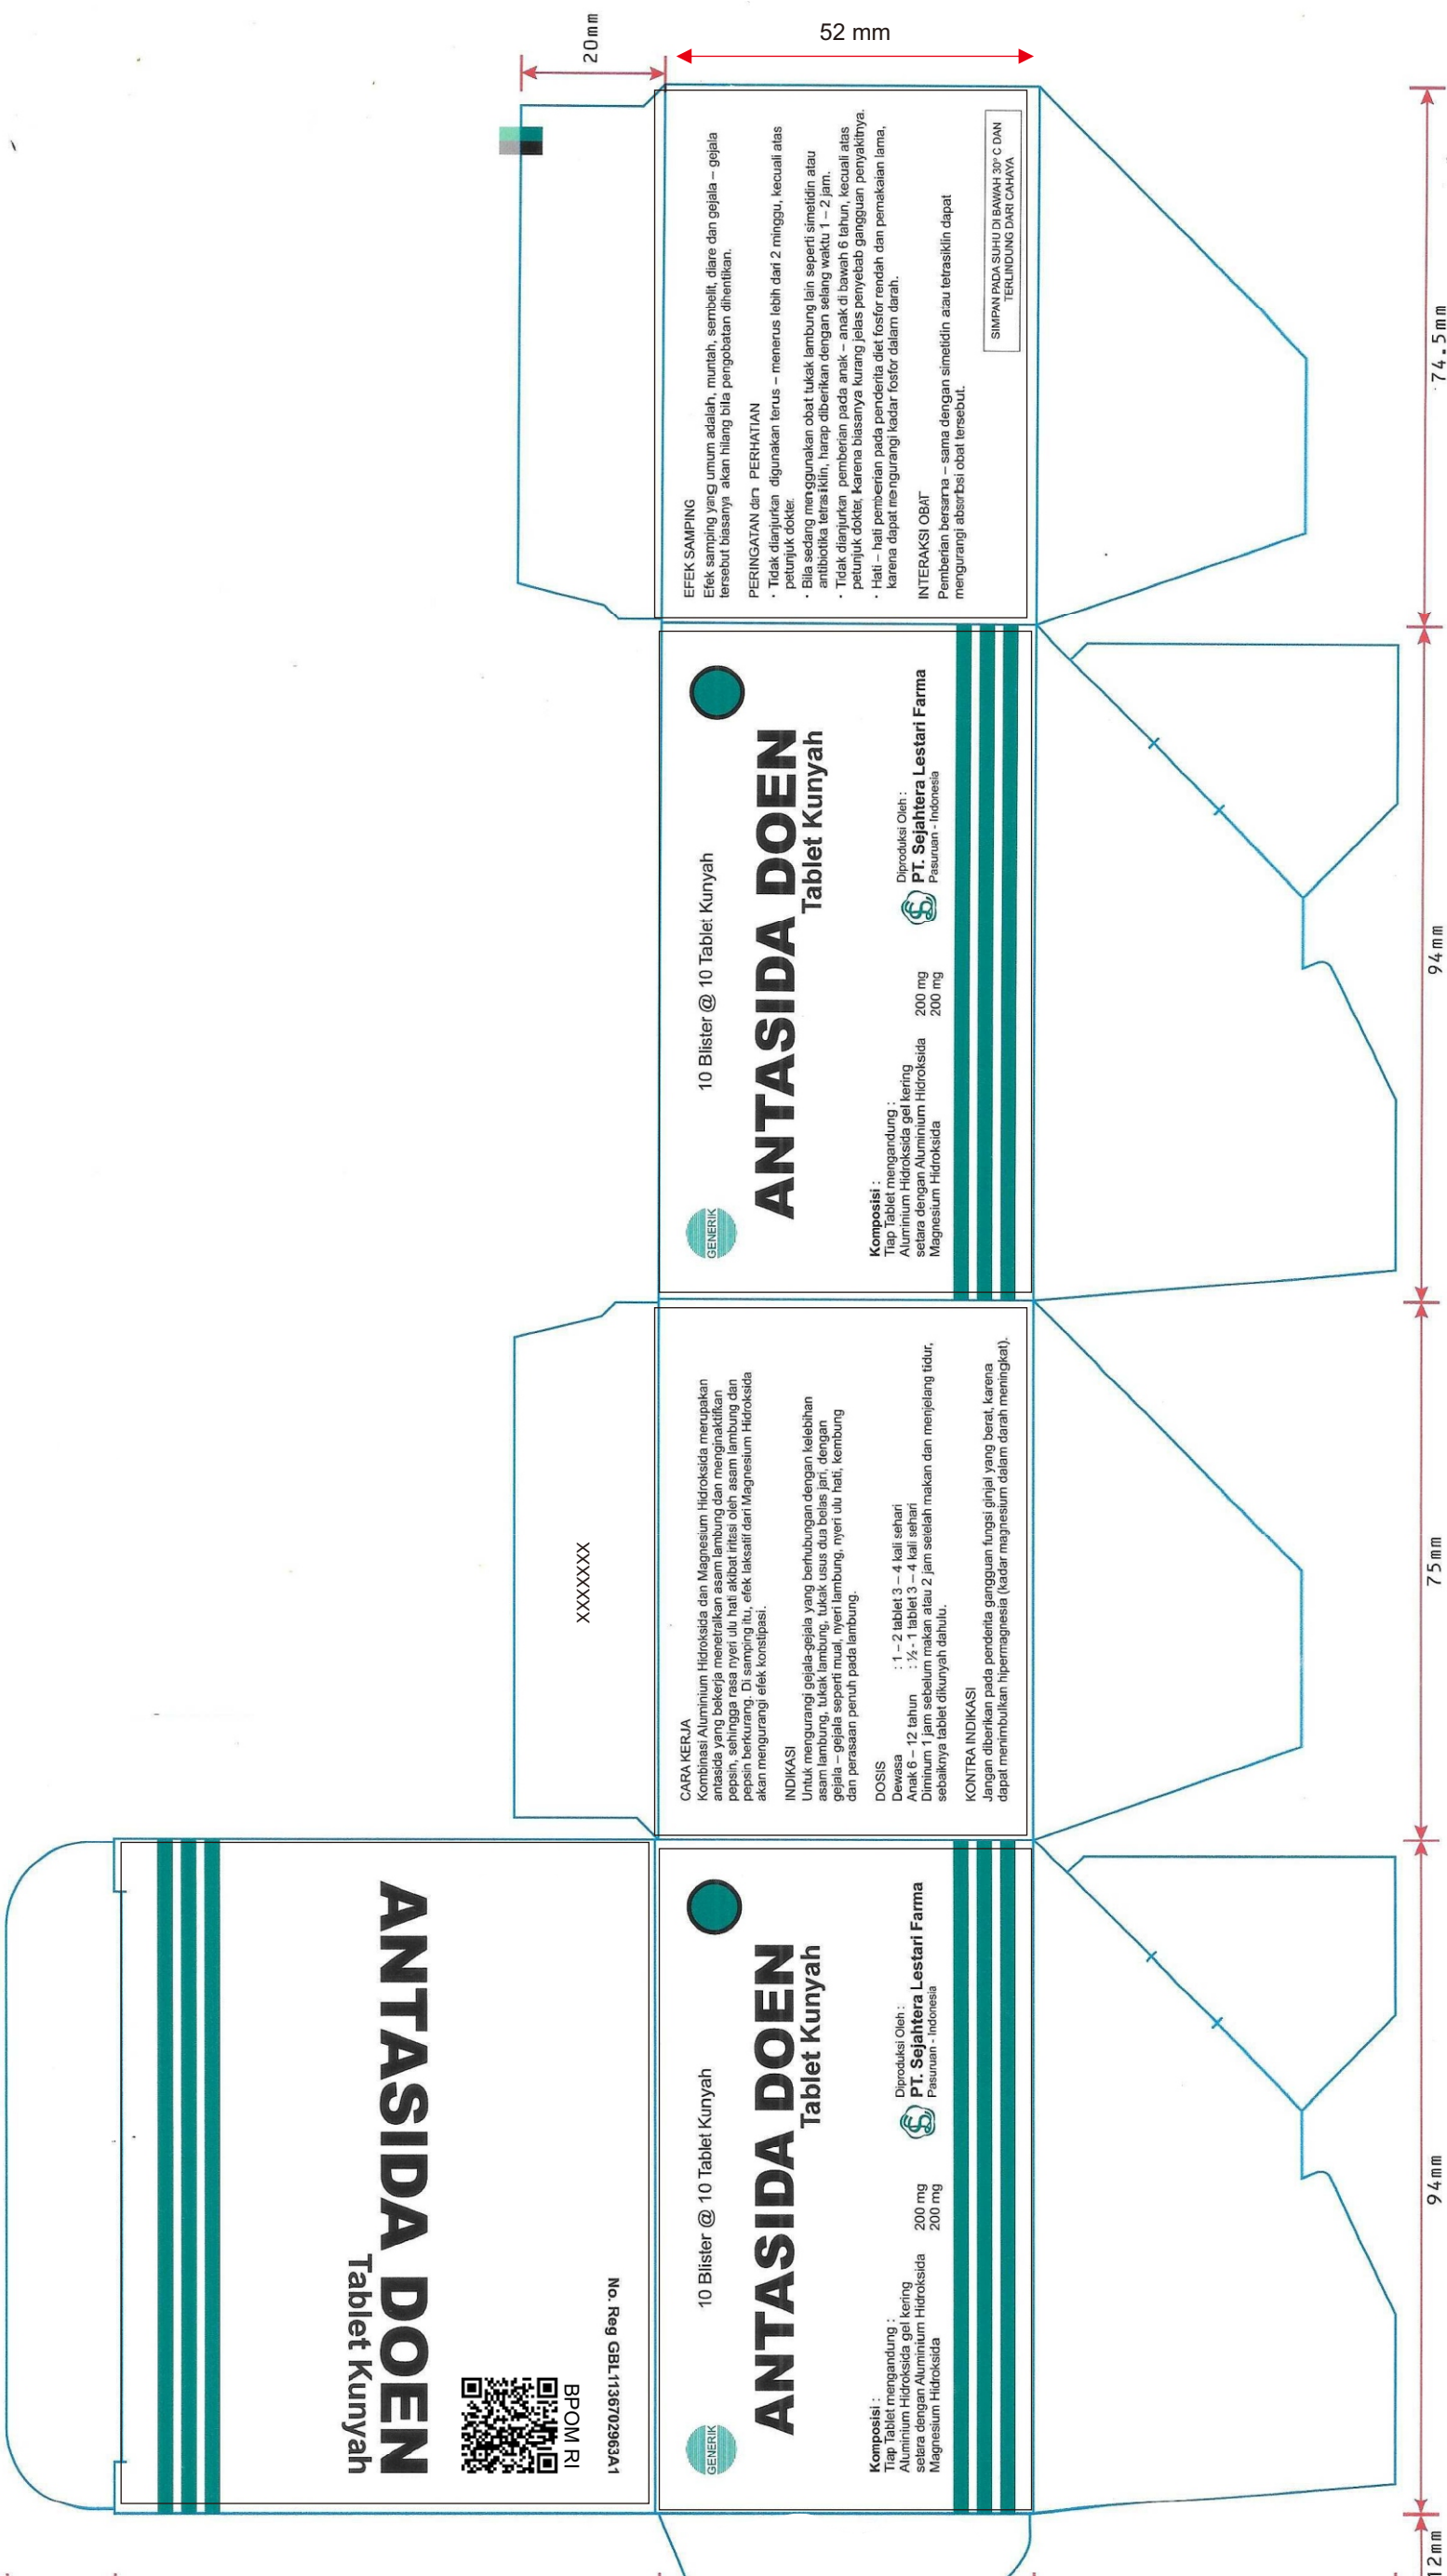 20mm
52 mm
EFEK SAMPING
Efek samping yang umum adalah, muntah, sembelit, diare dan gejala – gejala
tersebut biasanya akan hilang bila pengobatan dihentikan.
PERINGATAN dan PERHATIAN
· Tidak dianjurkan digunakan terus – menerus lebih dari 2 minggu, kecuali atas
petunjuk dokter.
· Bila sedang menggunakan obat tukak lambung lain seperti simetidin atau
antibiotika tetrasiklin, harap diberikan dengan selang waktu 1 – 2 jam.
· Tidak dianjurkan pemberian pada anak – anak di bawah 6 tahun, kecuali atas
petunjuk dokter, karena biasanya kurang jelas penyebab gangguan penyakitnya.
· Hati – hati pemberian pada penderita diet fosfor rendah dan pemakaian lama,
karena dapat mengurangi kadar fosfor dalam darah.
INTERAKSI OBAT
Pemberian bersama – sama dengan simetidin atau tetrasiklin dapat
mengurangi absorbsi obat tersebut.
SIMPAN PADA SUHU DI BAWAH 30° C DAN
TERLINDUNG DARI CAHAYA
74.5mm
GENERIK
10 Blister @ 10 Tablet Kunyah
ANTASIDA DOEN
Tablet Kunyah
Komposisi :
Tiap Tablet mengandung :
Aluminium Hidroksida gel kering
setara dengan Aluminium Hidroksida 200 mg
Magnesium Hidroksida 200 mg
Diproduksi Oleh :
PT. Sejahtera Lestari Farma
Pasuruan - Indonesia
94mm
XXXXXXX
CARA KERJA
Kombinasi Aluminium Hidroksida dan Magnesium Hidroksida merupakan
antasida yang bekerja menetralkan asam lambung dan menginaktifkan
pepsin, sehingga rasa nyeri ulu hati akibat iritasi oleh asam lambung dan
pepsin berkurang. Di samping itu, efek laksatif dari Magnesium Hidroksida
akan mengurangi efek konstipasi.
INDIKASI
Untuk mengurangi gejala-gejala yang berhubungan dengan kelebihan
asam lambung, tukak lambung, tukak usus dua belas jari, dengan
gejala – gejala seperti mual, nyeri lambung, nyeri ulu hati, kembung
dan perasaan penuh pada lambung.
DOSIS
Dewasa : 1 – 2 tablet 3 – 4 kali sehari
Anak 6 – 12 tahun : ½ - 1 tablet 3 – 4 kali sehari
Diminum 1 jam sebelum makan atau 2 jam setelah makan dan menjelang tidur,
sebaiknya tablet dikunyah dahulu.
KONTRA INDIKASI
Jangan diberikan pada penderita gangguan fungsi ginjal yang berat, karena
dapat menimbulkan hipermagnesia (kadar magnesium dalam darah meningkat).
75mm
ANTASIDA DOEN
Tablet Kunyah
BPOM RI
No. Reg GBL1136702963A1
GENERIK
10 Blister @ 10 Tablet Kunyah
ANTASIDA DOEN
Tablet Kunyah
Komposisi :
Tiap Tablet mengandung :
Aluminium Hidroksida gel kering
setara dengan Aluminium Hidroksida 200 mg
Magnesium Hidroksida 200 mg
Diproduksi Oleh :
PT. Sejahtera Lestari Farma
Pasuruan - Indonesia
94mm
12mm